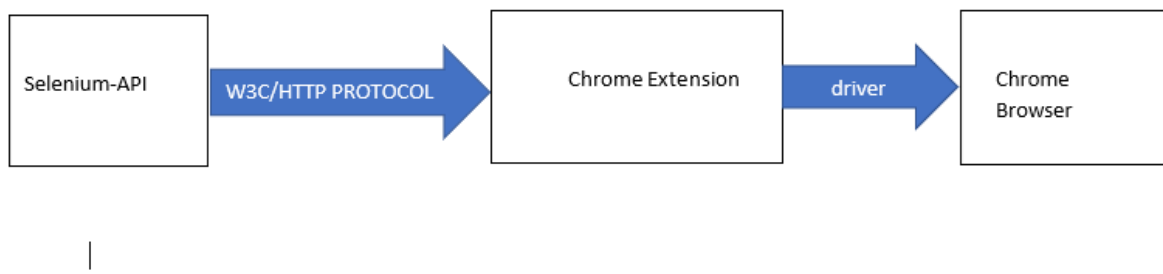 Selenium-API
W3C/HTTP PROTOCOL
Chrome Extension
driver
Chrome
Browser